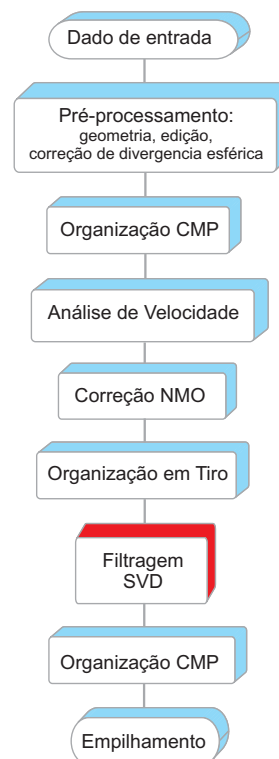 Dado de entrada
Pré-processamento:
geometria, edição,
correção de divergencia esférica
Organização CMP
Análise de Velocidade
Correção NMO
Organização em Tiro
Filtragem
SVD
Organização CMP
Empilhamento